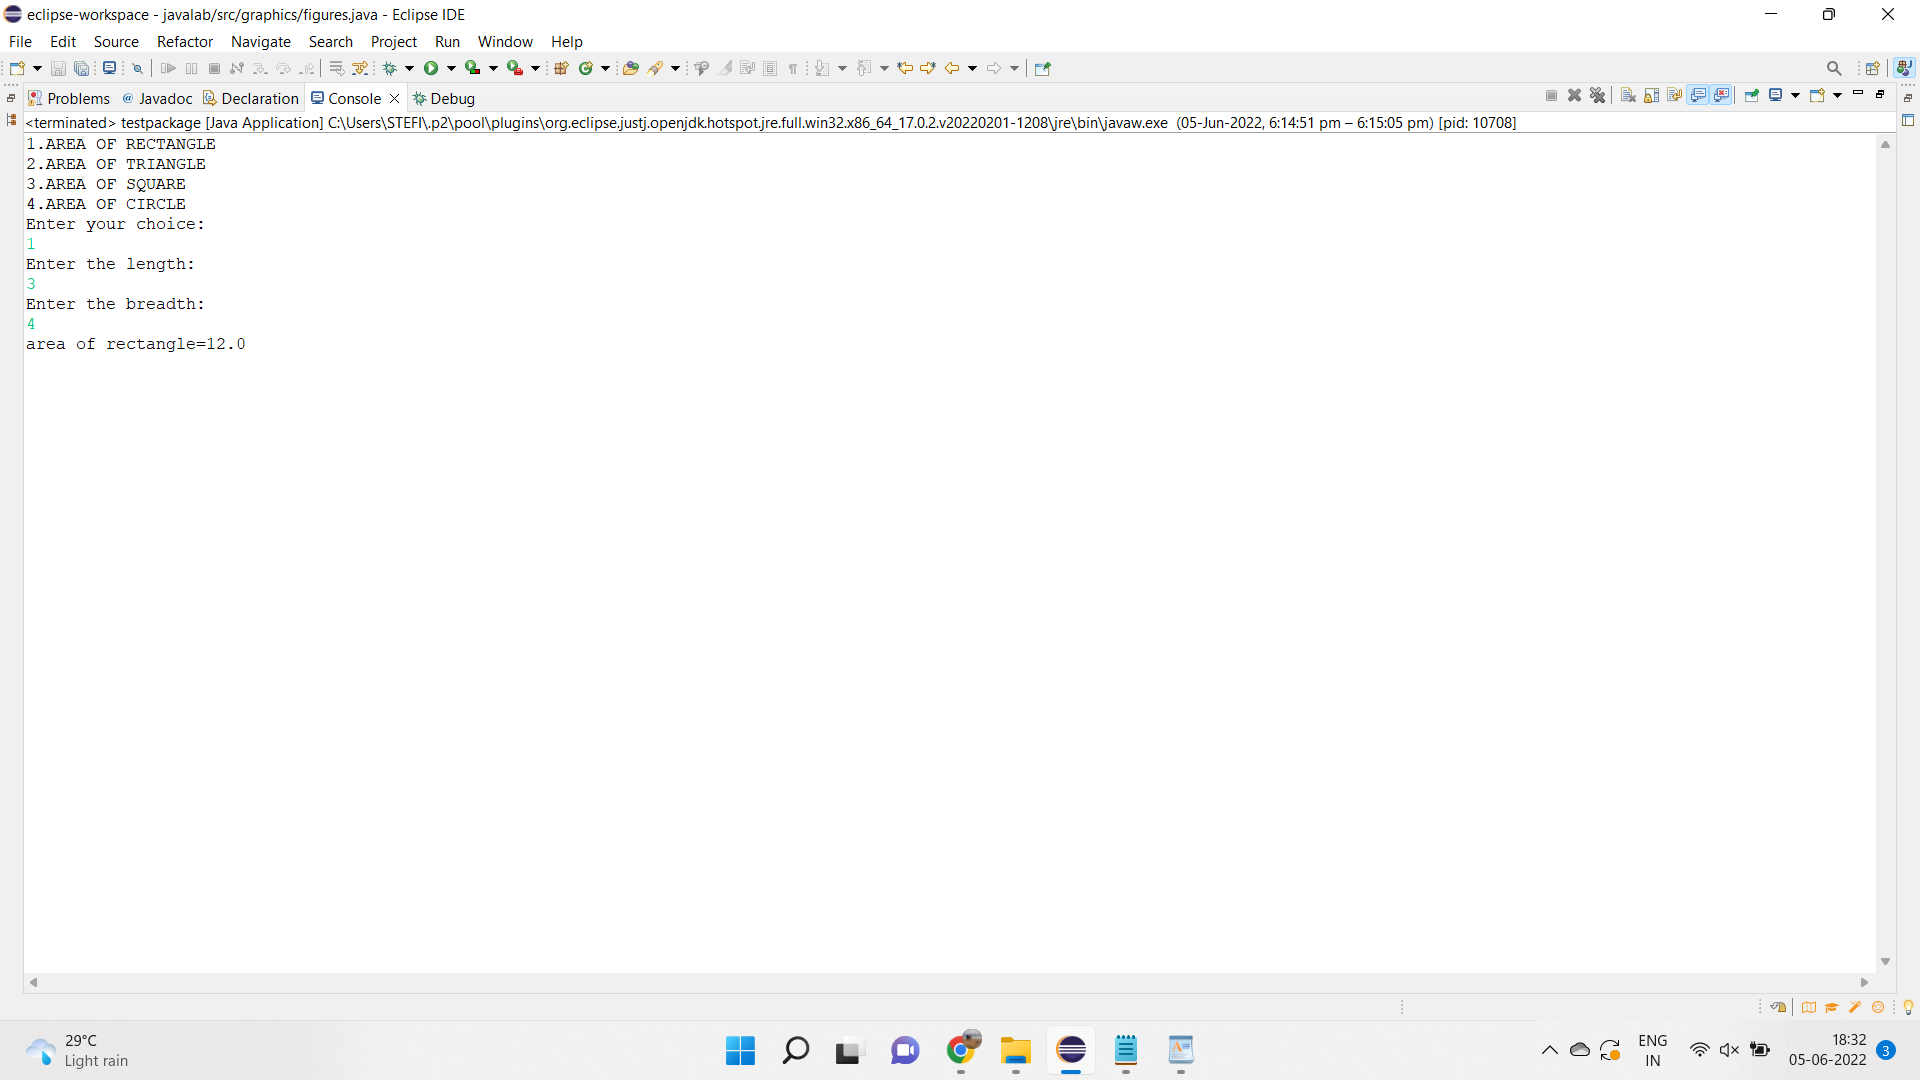 eclipse-workspace - javalab/src/graphics/figures.java - Eclipse IDE
File Edit Source Refactor Navigate Search Project Run Window Help
Problems Javadoc Declaration Console Debug
<terminated> testpackage [Java Application] C:\Users\STEFI\.p2\pool\plugins\org.eclipse.justj.openjdk.hotspot.jre.full.win32.x86_64_17.0.2.v20220201-1208\jre\bin\javaw.exe (05-Jun-2022, 6:14:51 pm – 6:15:05 pm) [pid: 10708]
1.AREA OF RECTANGLE
2.AREA OF TRIANGLE
3.AREA OF SQUARE
4.AREA OF CIRCLE
Enter your choice:
1
Enter the length:
3
Enter the breadth:
4
area of rectangle=12.0
29°C
Light rain
ENG
IN
18:32
05-06-2022
3